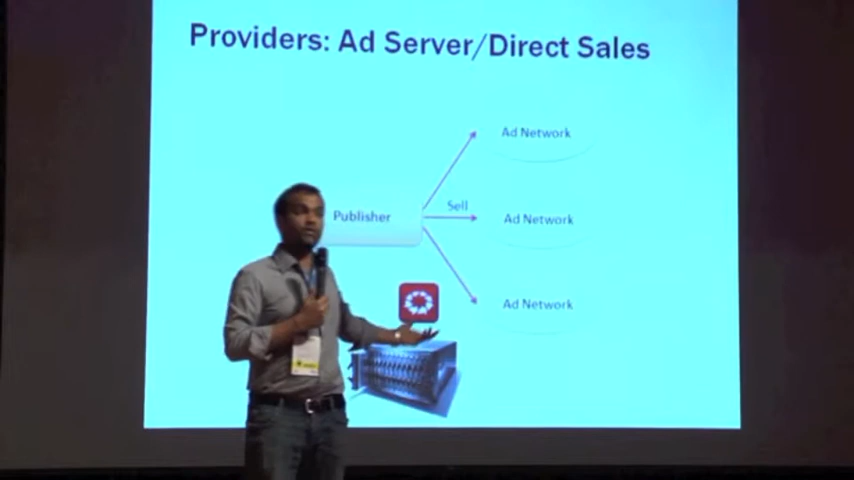 Providers: Ad Server/Direct Sales
Ad Network
Sell
Publisher
Ad Network
Ad Network